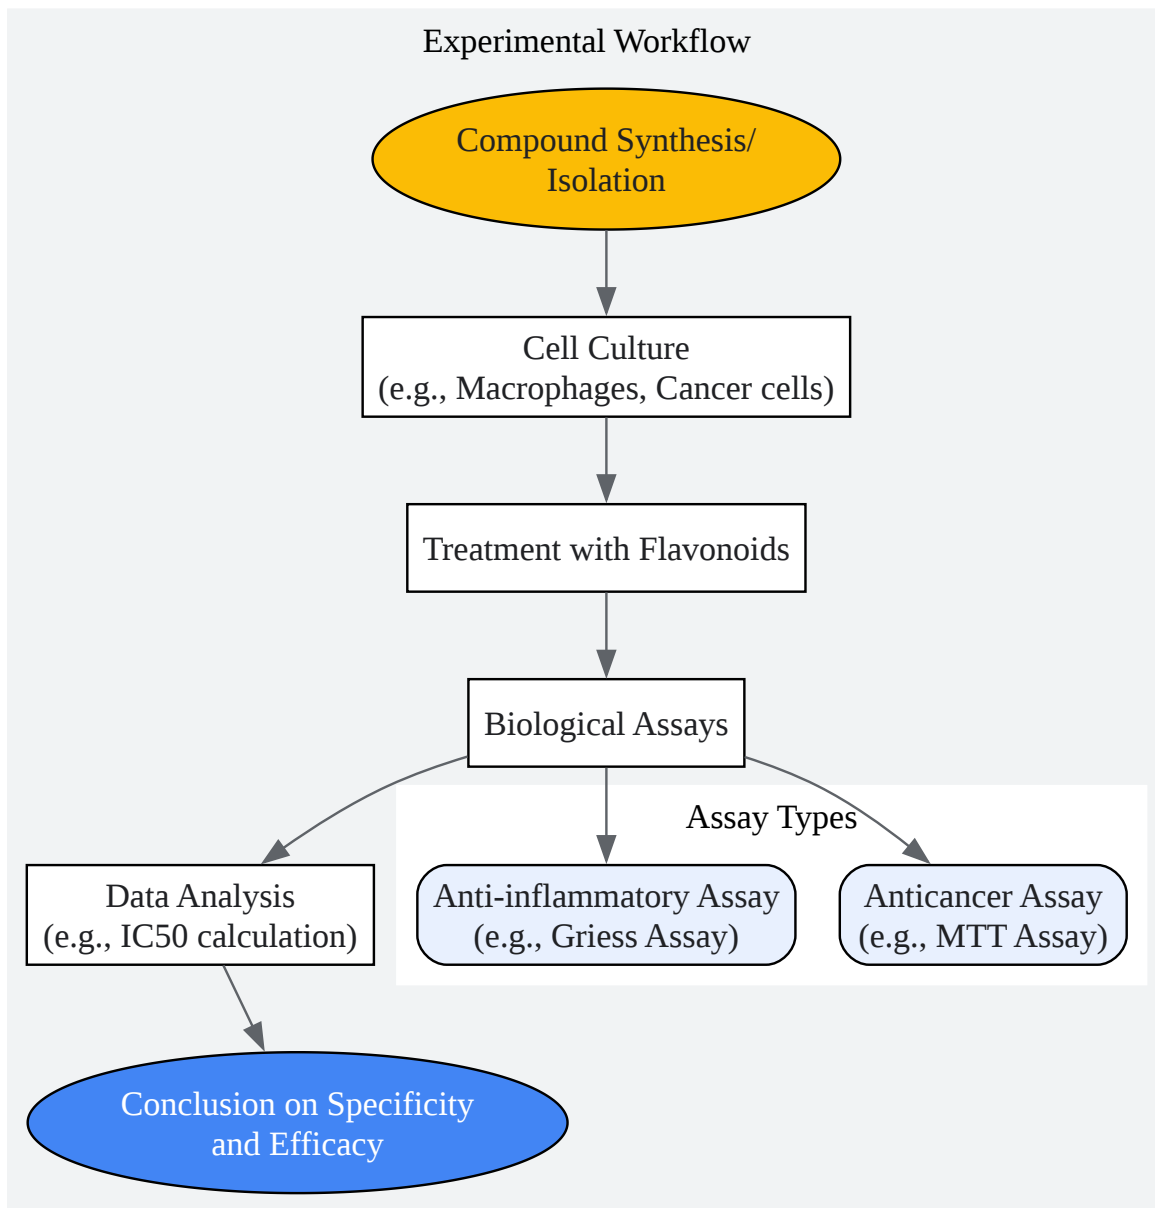 Experimental Workflow
Compound Synthesis/
Isolation
Cell Culture
(e.g., Macrophages, Cancer cells)
Treatment with Flavonoids
Biological Assays
Assay Types
Data Analysis
(e.g., IC50 calculation)
Anti-inflammatory Assay
(e.g., Griess Assay)
Anticancer Assay
(e.g., MTT Assay)
Conclusion on Specificity
and Efficacy